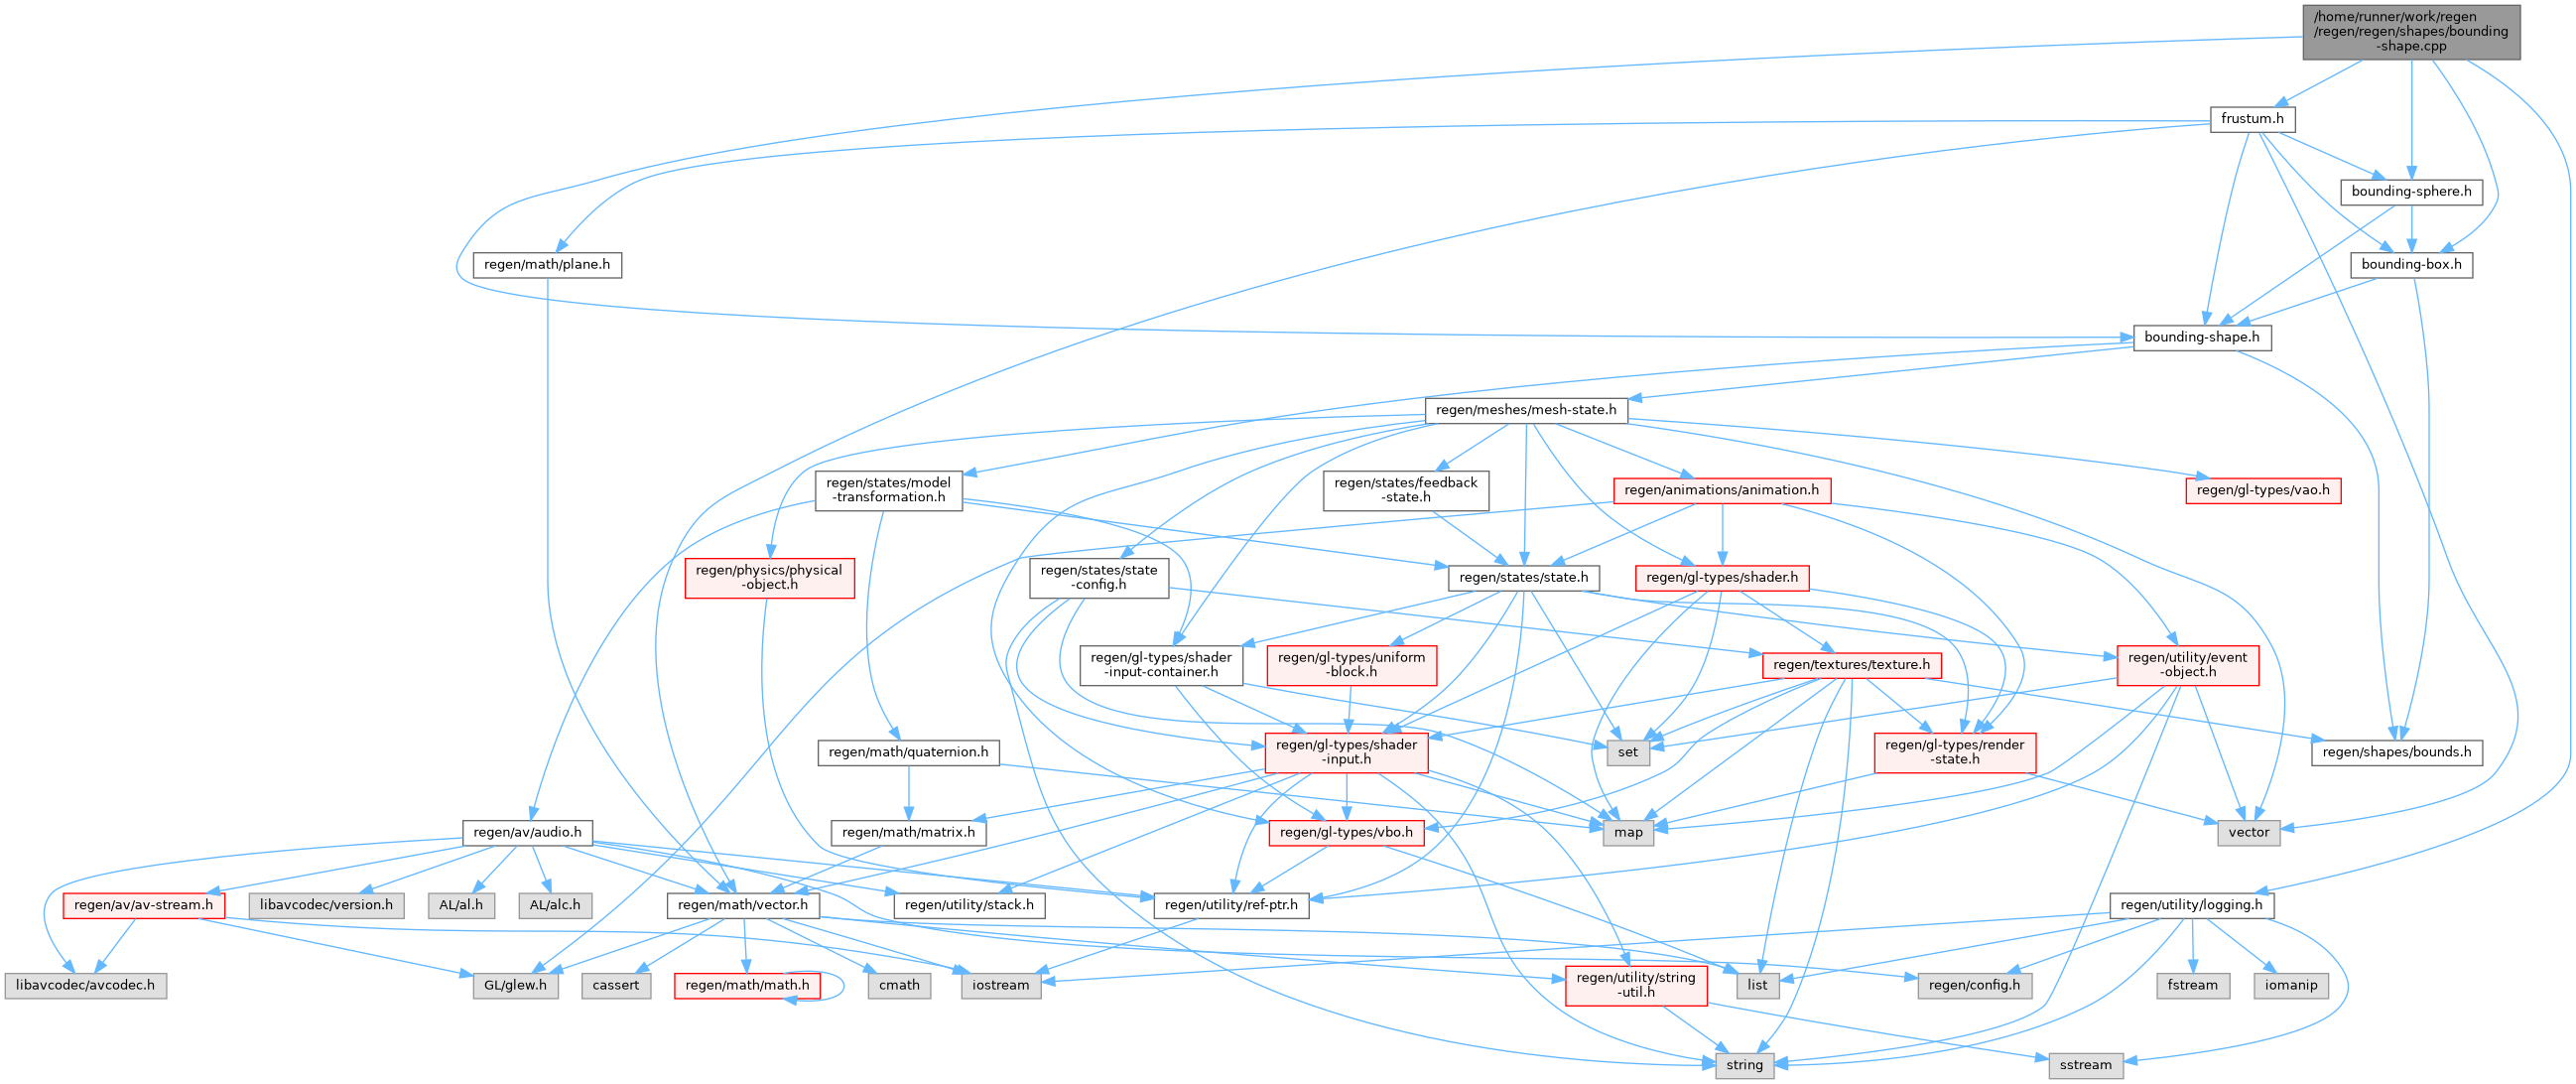 /home/runner/work/regen
/regen/regen/shapes/bounding
-shape.cpp
frustum.h
bounding-sphere.h
regen/math/plane.h
bounding-box.h
bounding-shape.h
regen/meshes/mesh-state.h
regen/states/model
-transformation.h
regen/states/feedback
-state.h
regen/animations/animation.h
regen/gl-types/vao.h
regen/physics/physical
-object.h
regen/states/state
-config.h
regen/states/state.h
regen/gl-types/shader.h
regen/gl-types/shader
-input-container.h
regen/gl-types/uniform
-block.h
regen/textures/texture.h
regen/utility/event
-object.h
regen/math/quaternion.h
regen/gl-types/shader
-input.h
set
regen/gl-types/render
-state.h
regen/shapes/bounds.h
regen/av/audio.h
regen/math/matrix.h
regen/gl-types/vbo.h
map
vector
regen/av/av-stream.h
libavcodec/version.h
AL/al.h
AL/alc.h
regen/math/vector.h
regen/utility/stack.h
regen/utility/ref-ptr.h
regen/utility/logging.h
libavcodec/avcodec.h
GL/glew.h
cassert
regen/math/math.h
cmath
iostream
regen/utility/string
-util.h
list
regen/config.h
fstream
iomanip
string
sstream